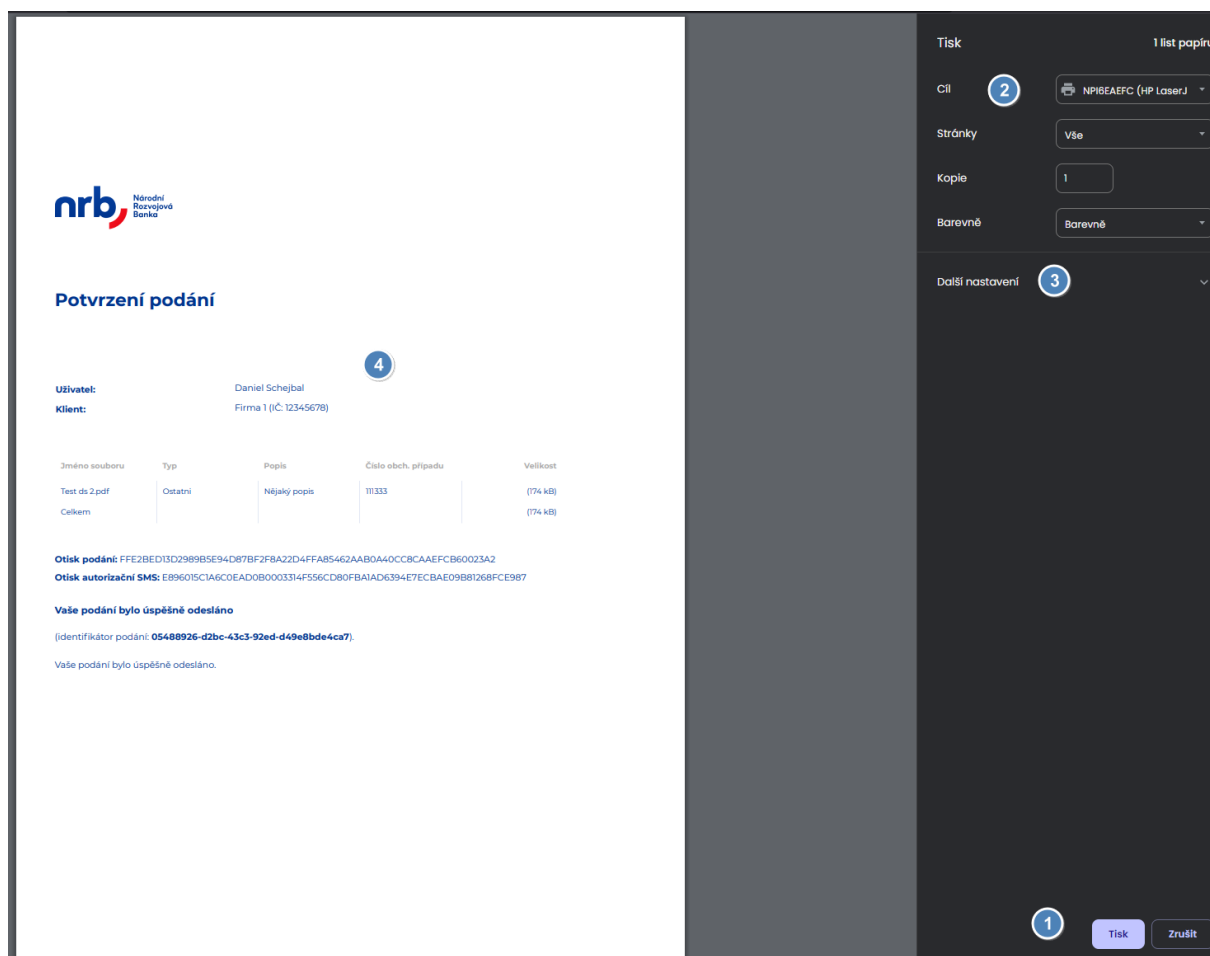 Tisk 1 list papíru
Cíl 2 NPI6EAEFC (HP LaserJ
Stránky Vše
Kopie 1
Barevně Barevně
Další nastavení 3
nrb Národní
Rozvojová
Banka
Potvrzení podání
4
Uživatel: Daniel Schejbal
Klient: Firma 1 (IČ: 12345678)
Jméno souboru Typ Popis Číslo obch. případu Velikost
Test ds 2.pdf Ostatní Nějaký popis 111333 (174 kB)
Celkem (174 kB)
Otisk podání: FFE2BED13D2989B5E94D87BF2F8A22D4FFA85462AAB0A40CC8CAAEFCB60023A2
Otisk autorizační SMS: E896015C1A6C0EAD0B0003314F556CD80FBA1AD6394E7ECBAE09B81268FCE987
Vaše podání bylo úspěšně odesláno
(identifikátor podání: 05488926-d2bc-43c3-92ed-d49e8bde4ca7).
Vaše podání bylo úspěšně odesláno.
1 Tisk Zrušit